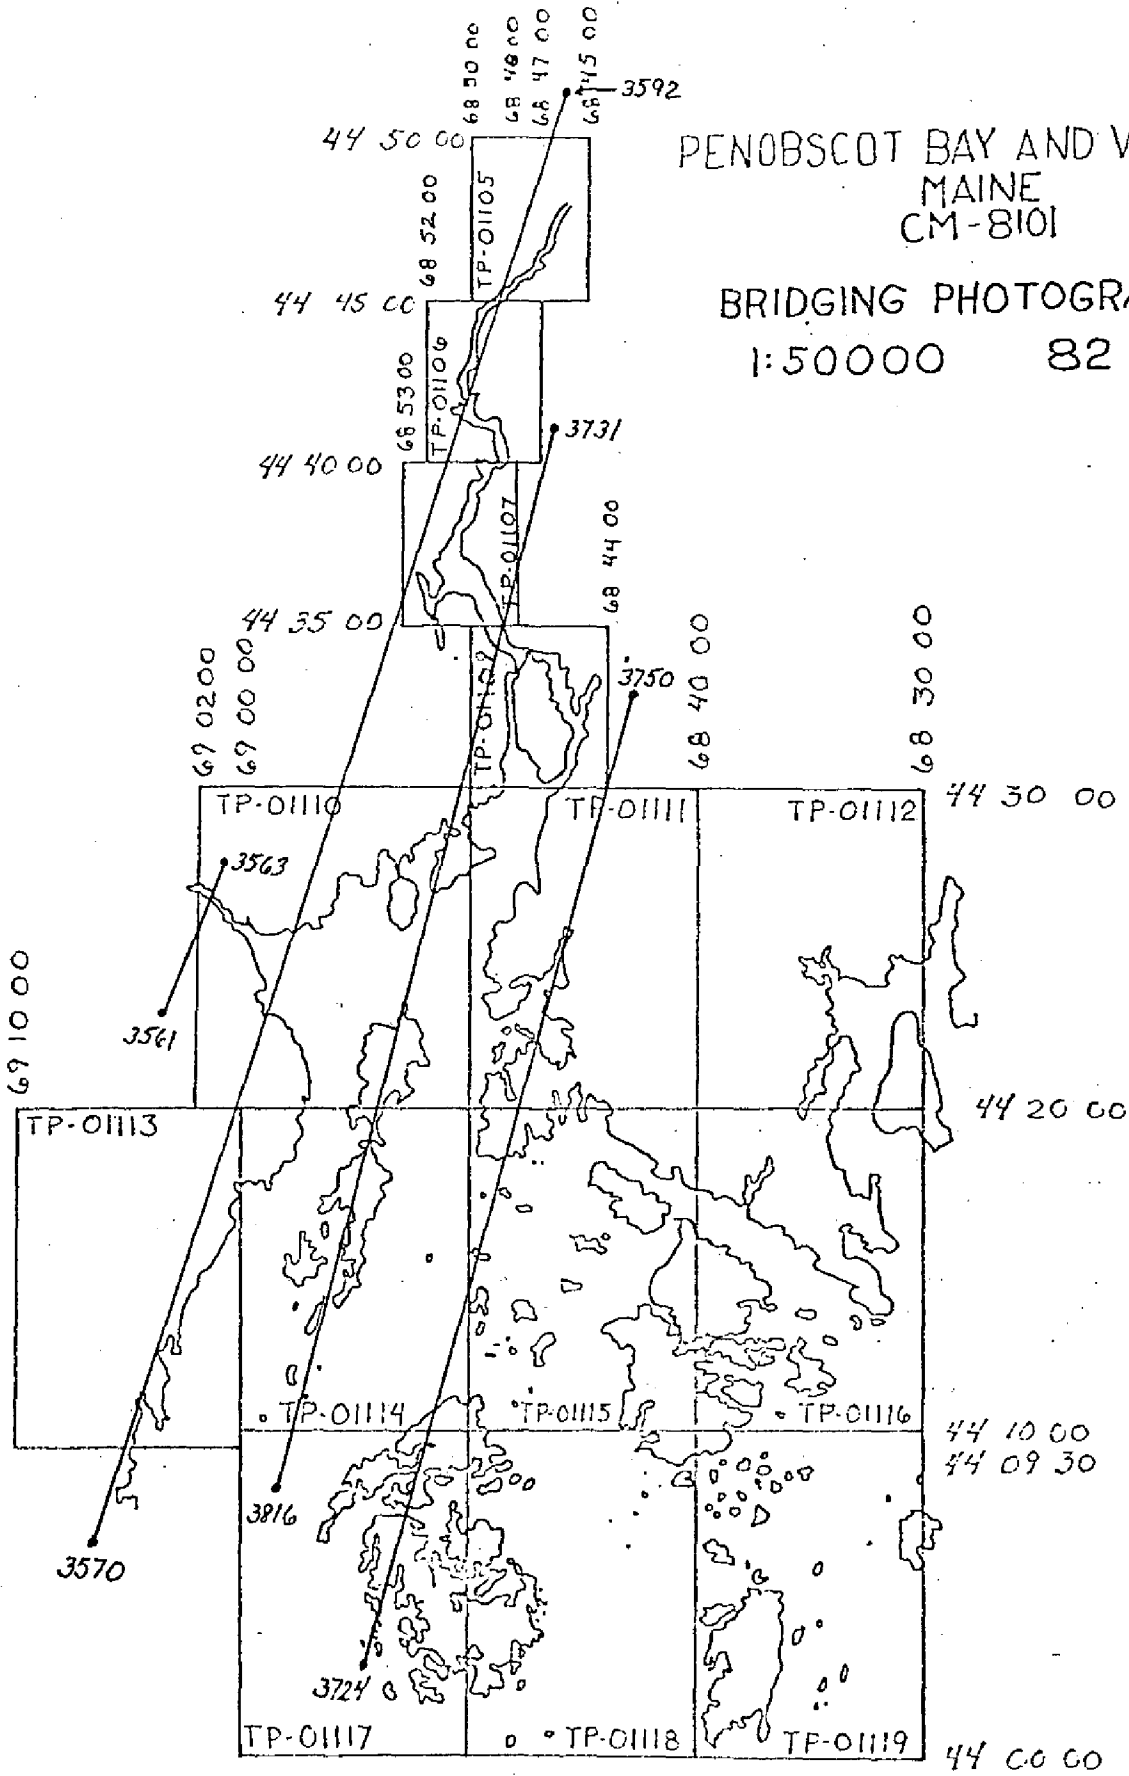 68 50 00
68 48 00
68 47 00
68 45 00
3592
44 50 00
PENOBSCOT BAY AND V
MAINE
CM-8101
68 52 00
TP-01105
44 45 00
BRIDGING PHOTOGRA
1:50000 82
68 53 00
TP-01106
3731
44 40 00
TP-01107
68 44 00
44 35 00
69 02 00
69 00 00
3750
68 40 00
68 30 00
44 30 00
TP-01110
TP-01111
TP-01112
3563
69 10 00
3561
TP-01113
44 20 00
TP-01114
TP-01115
TP-01116
44 10 00
44 09 30
3816
3570
3724
TP-01117
TP-01118
TP-01119
44 00 00